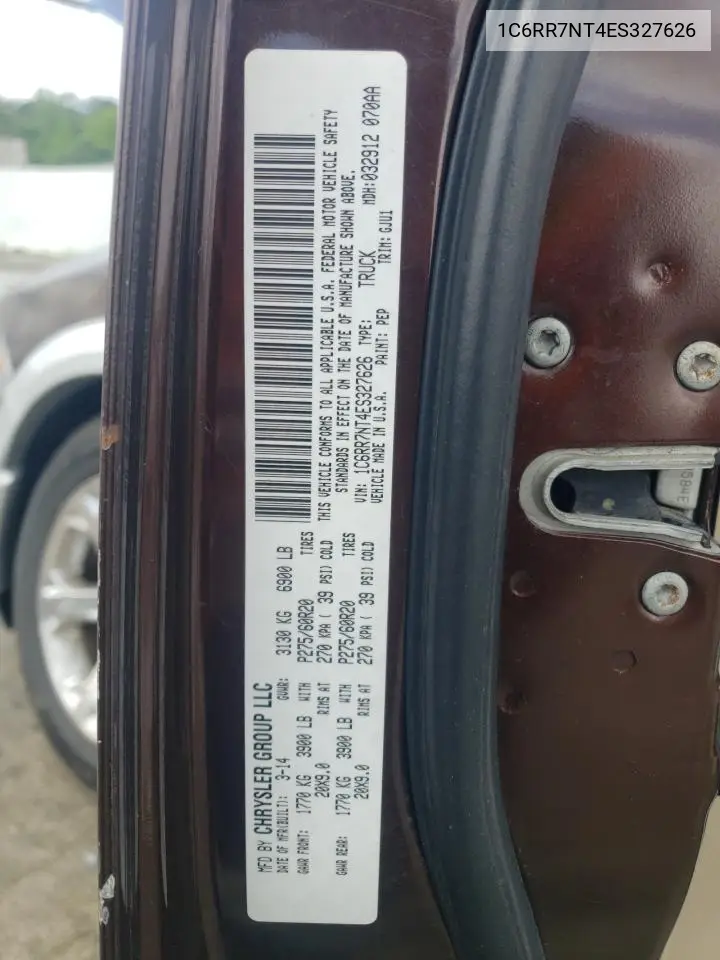 1C6RR7NT4ES327626
MFD BY CHRYSLER GROUP LLC
DATE OF MFR(BUILT): 3-14 GVWR: 3130 KG 6900 LB
GAWR FRONT: 1770 KG 3900 LB WITH P275/60R20 TIRES
20X9.0 RIMS AT 270 KPA ( 39 PSI) COLD
GAWR REAR: 1770 KG 3900 LB WITH P275/60R20 TIRES
20X9.0 RIMS AT 270 KPA ( 39 PSI) COLD
THIS VEHICLE CONFORMS TO ALL APPLICABLE U.S.A. FEDERAL MOTOR VEHICLE SAFETY
STANDARDS IN EFFECT ON THE DATE OF MANUFACTURE SHOWN ABOVE.
VIN: 1C6RR7NT4ES327626 TYPE: TRUCK MDH:032912 070AA
VEHICLE MADE IN U.S.A. PAINT: PEP TRIM: GJU1